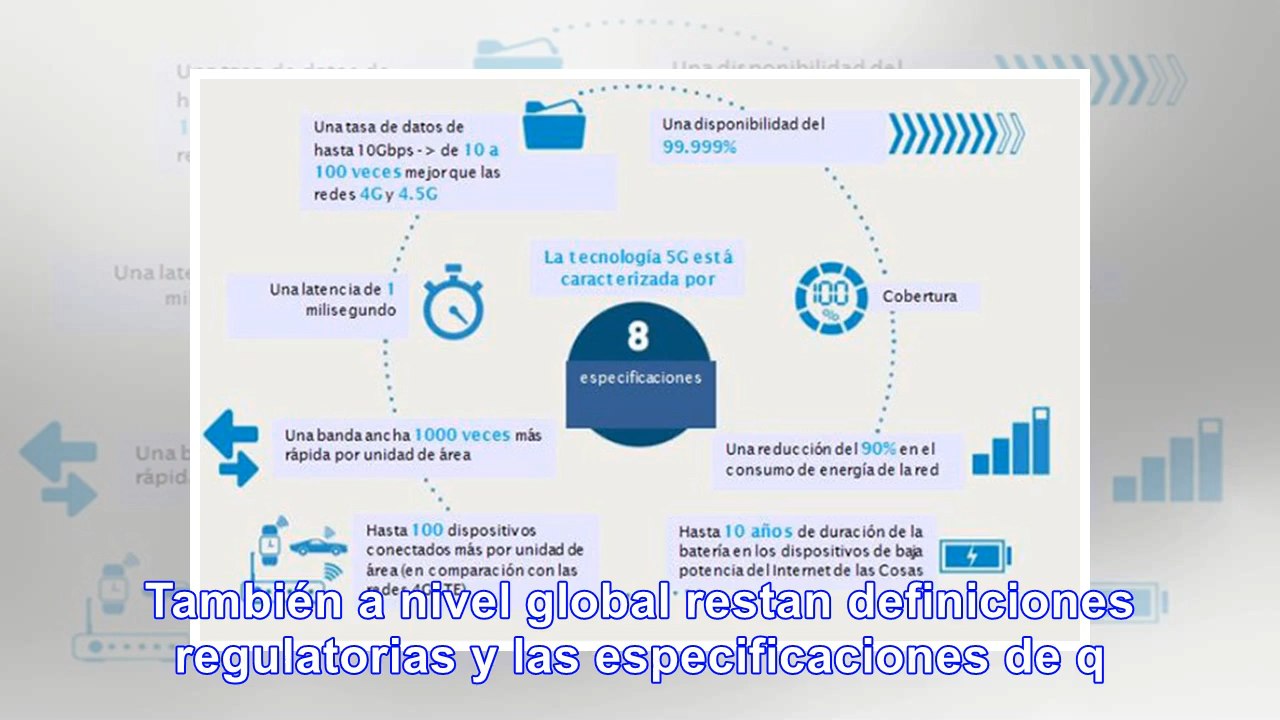 Una tasa de datos de
hasta 10Gbps -> de 10 a
100 veces mejor que las
redes 4G y 4.5G
Una disponibilidad del
99.999%
La tecnología 5G está
caracterizada por
8
especificaciones
Una latencia de 1
milisegundo
100
%
Cobertura
Una banda ancha 1000 veces más
rápida por unidad de área
Una reducción del 90% en el
consumo de energía de la red
Hasta 100 dispositivos
conectados más por unidad de
área (en comparación con las
redes 4G LTE)
Hasta 10 años de duración de la
batería en los dispositivos de baja
potencia del Internet de las Cosas
También a nivel global restan definiciones
regulatorias y las especificaciones de q